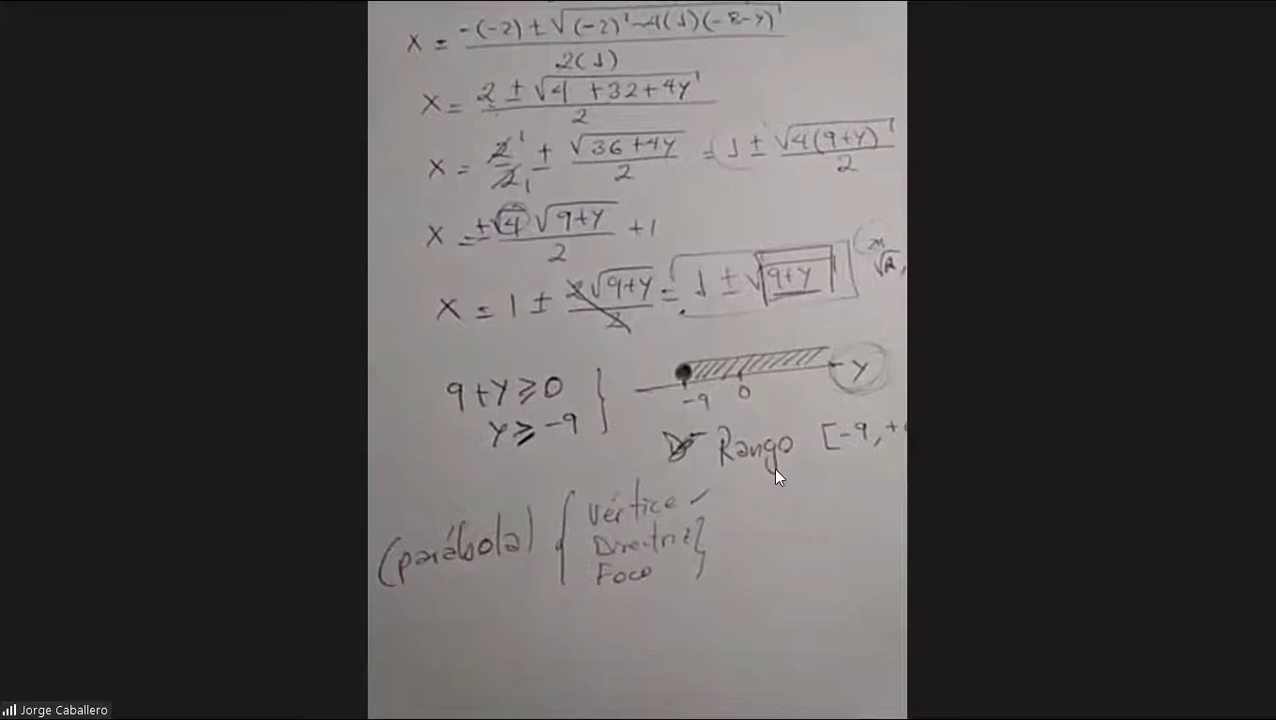 x = -(-2) ± √(-2)' -4(1)(-8-y)' / 2(1)
x = 2 ± √4 +32+4y' / 2
x = 2/2 ± √36+4y / 2 = 1 ± √4(9+y)' / 2
x = ±√4 √9+y / 2 +1
x = 1 ± 2√9+y / 2 = 1 ± √9+y
9+y ≥ 0
y ≥ -9
-9 0 y
Rango [-9, +
(parábola) { Vértice ✓
Directriz }
Foco
Jorge Caballero